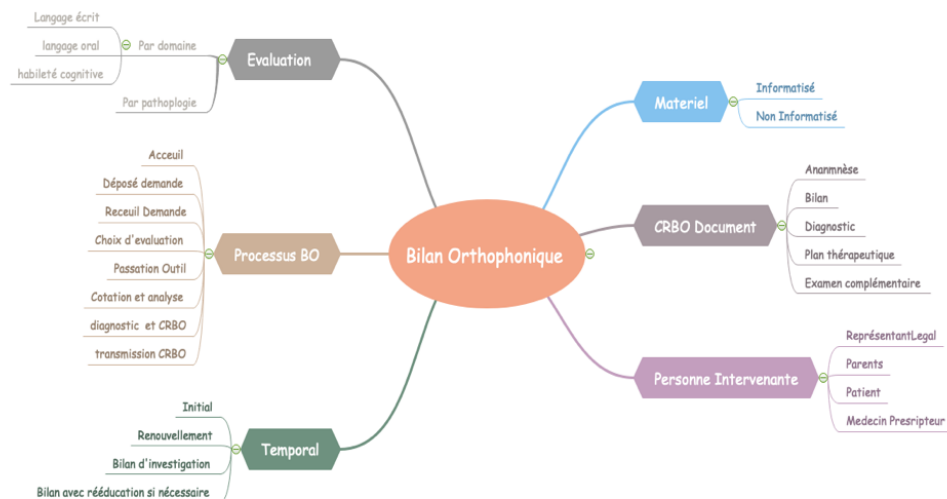 Bilan Orthophonique
Evaluation
Par domaine
Langage écrit
langage oral
habileté cognitive
Par pathoplogie
Processus BO
Acceuil
Déposé demande
Receuil Demande
Choix d'evaluation
Passation Outil
Cotation et analyse
diagnostic et CRBO
transmission CRBO
Temporal
Initial
Renouvellement
Bilan d'investigation
Bilan avec rééducation si nécessaire
Materiel
Informatisé
Non Informatisé
CRBO Document
Ananmnèse
Bilan
Diagnostic
Plan thérapeutique
Examen complémentaire
Personne Intervenante
ReprésentantLegal
Parents
Patient
Medecin Presripteur